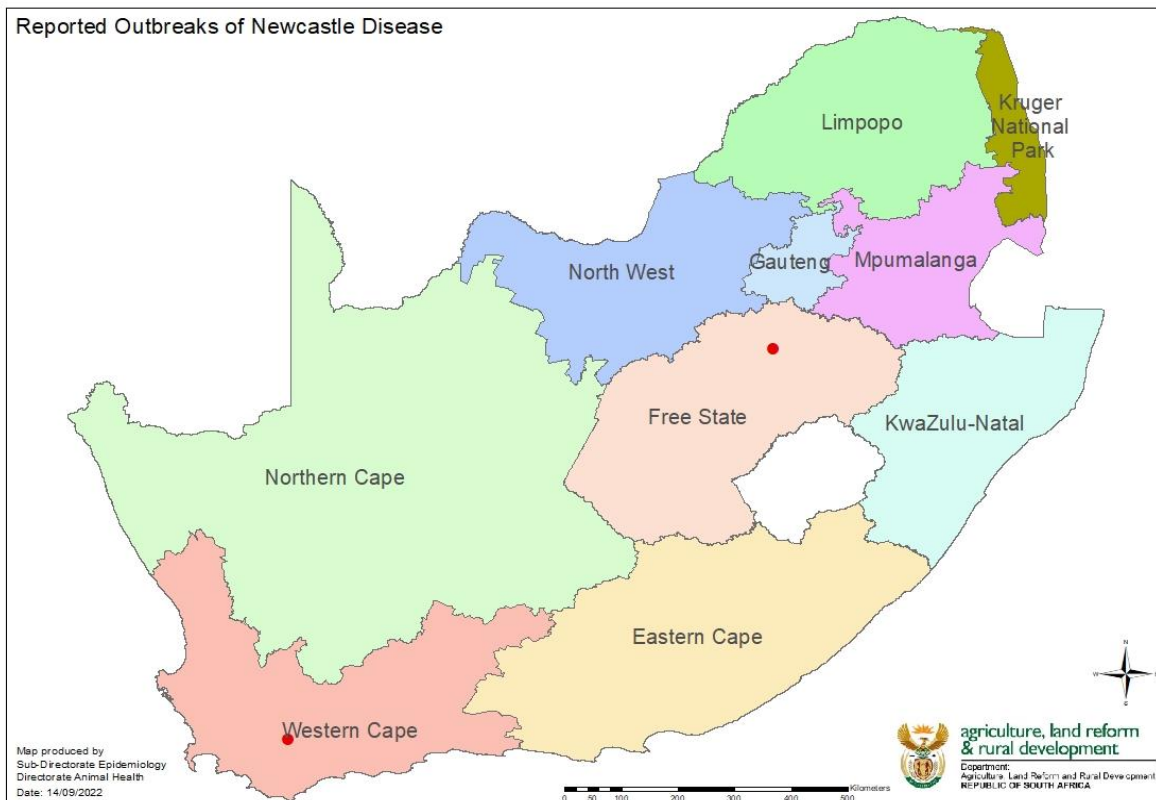 Reported Outbreaks of Newcastle Disease
Limpopo
Kruger
National
Park
North West
Gauteng
Mpumalanga
Free State
KwaZulu-Natal
Northern Cape
Eastern Cape
Western Cape
N
W
S
Map produced by
Sub-Directorate Epidemiology
Directorate Animal Health
Date: 14/09/2022
Kilometers
0 50 100 200 300 400 500
agriculture, land reform
& rural development
Department:
Agriculture, Land Reform and Rural Development
REPUBLIC OF SOUTH AFRICA